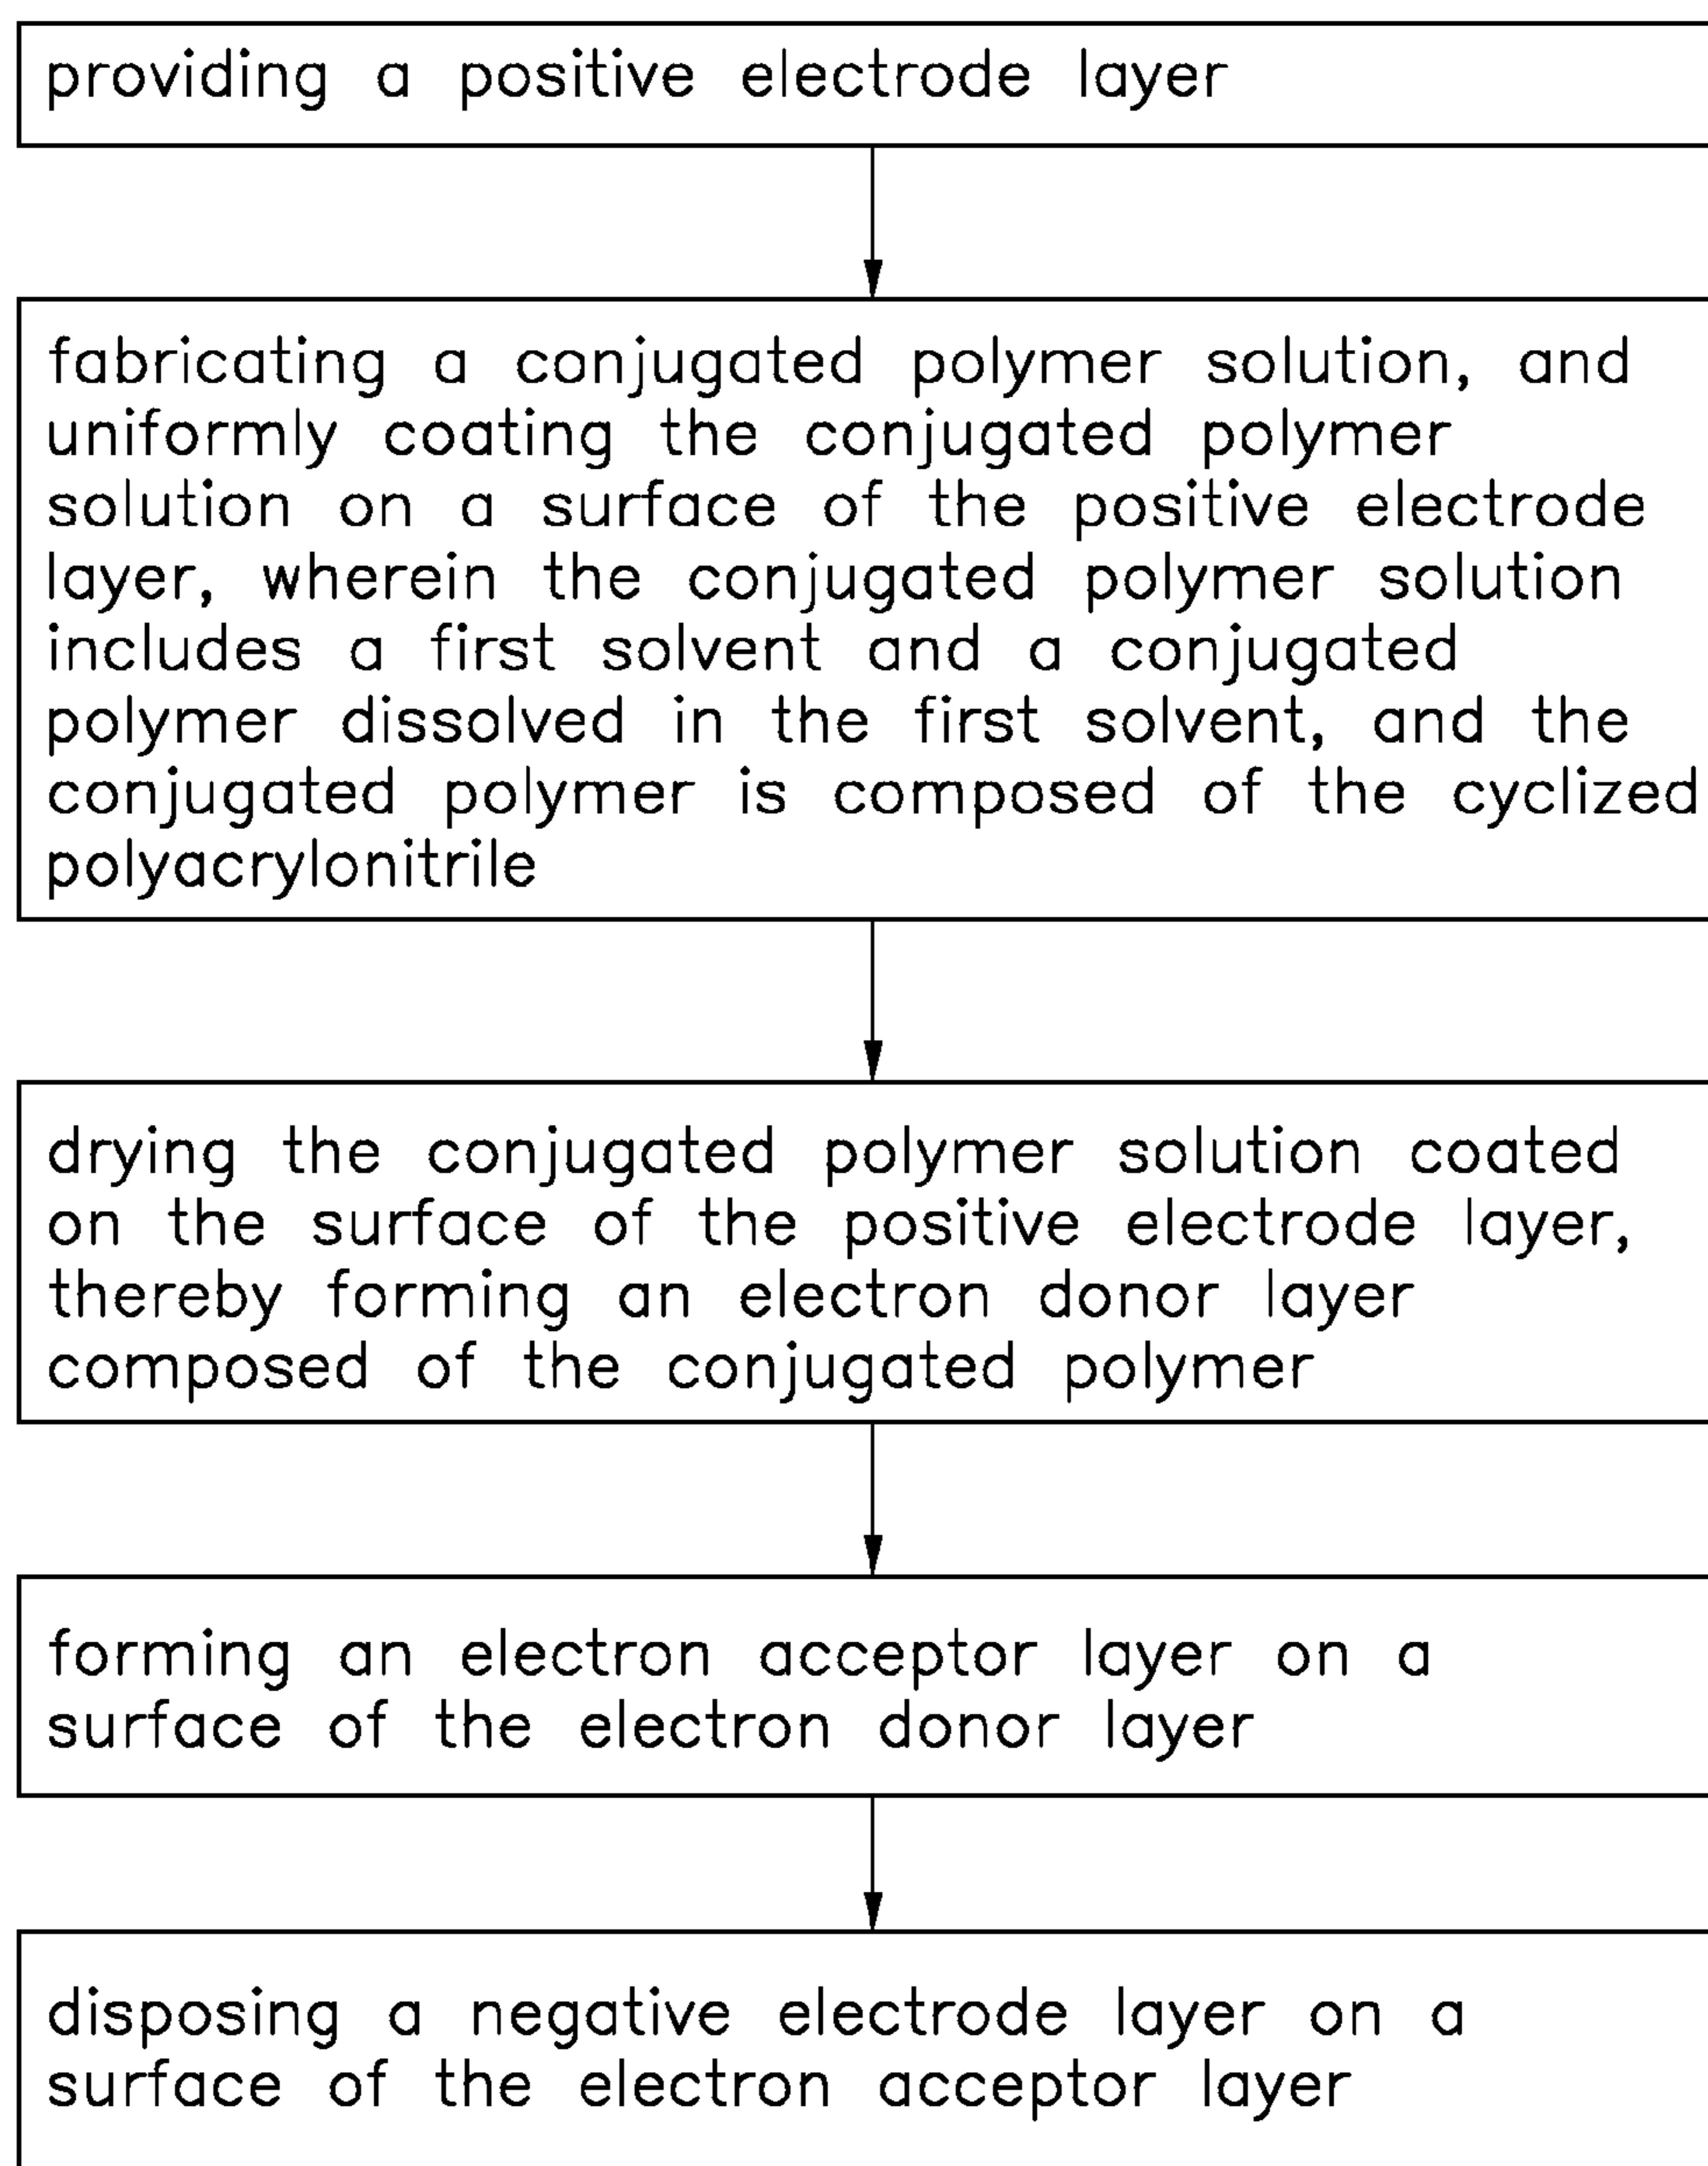 providing a positive electrode layer
fabricating a conjugated polymer solution, and
uniformly coating the conjugated polymer
solution on a surface of the positive electrode
layer, wherein the conjugated polymer solution
includes a first solvent and a conjugated
polymer dissolved in the first solvent, and the
conjugated polymer is composed of the cyclized
polyacrylonitrile
drying the conjugated polymer solution coated
on the surface of the positive electrode layer,
thereby forming an electron donor layer
composed of the conjugated polymer
forming an electron acceptor layer on a
surface of the electron donor layer
disposing a negative electrode layer on a
surface of the electron acceptor layer